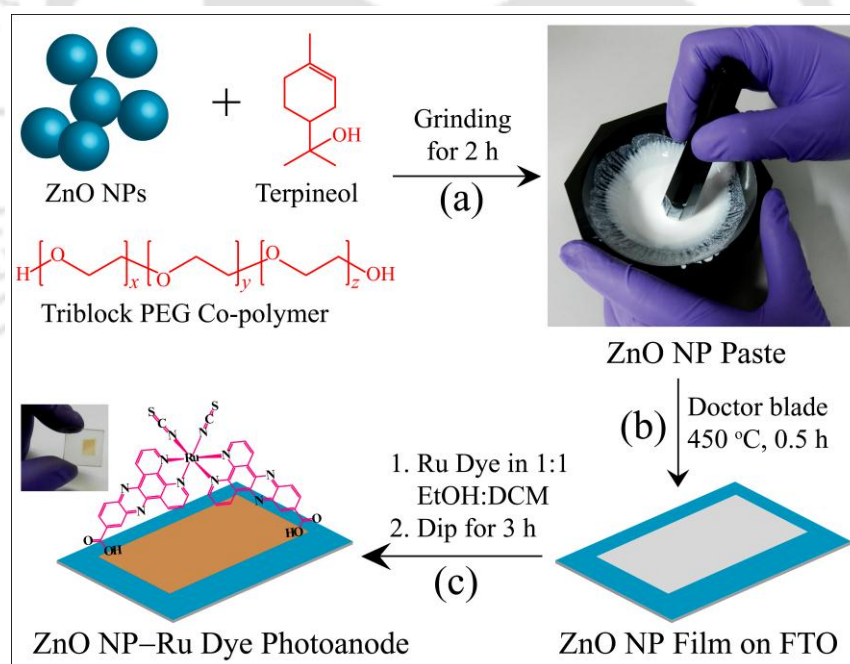 ZnO NPs
+
Terpineol
OH
Grinding
for 2 h
(a)
H O x O y O z OH
Triblock PEG Co-polymer
ZnO NP Paste
(b)
Doctor blade
450 °C, 0.5 h
S C N
S C N
N N Ru N N
N N N N
O OH
HO O
1. Ru Dye in 1:1
EtOH:DCM
2. Dip for 3 h
(c)
ZnO NP–Ru Dye Photoanode
ZnO NP Film on FTO